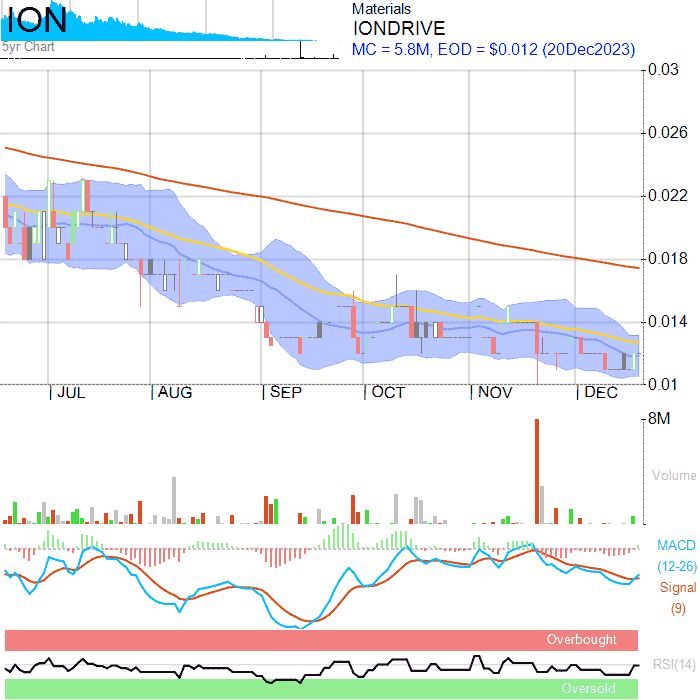 ION
5yr Chart
Materials
IONDRIVE
MC = 5.8M, EOD = $0.012 (20Dec2023)
0.03
0.026
0.022
0.018
0.014
0.01
| JUL | AUG | SEP | OCT | NOV | DEC
8M
Volume
MACD
(12-26)
Signal
(9)
Overbought
RSI(14)
Oversold